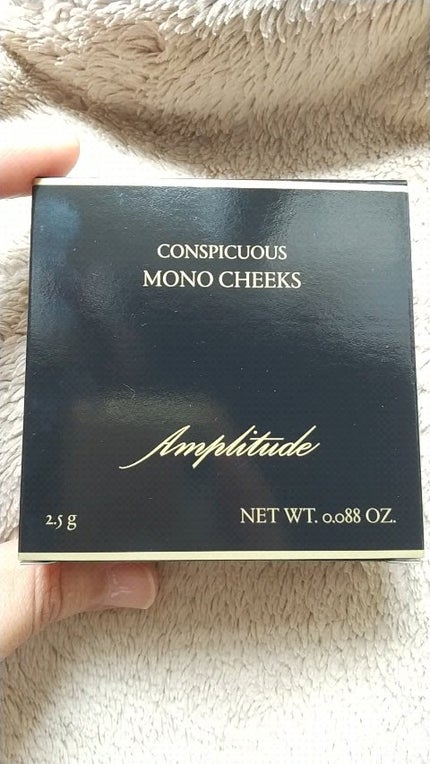 CONSPICUOUS
MONO CHEEKS
Amplitude
2.5 g
NET WT. 0.088 OZ.